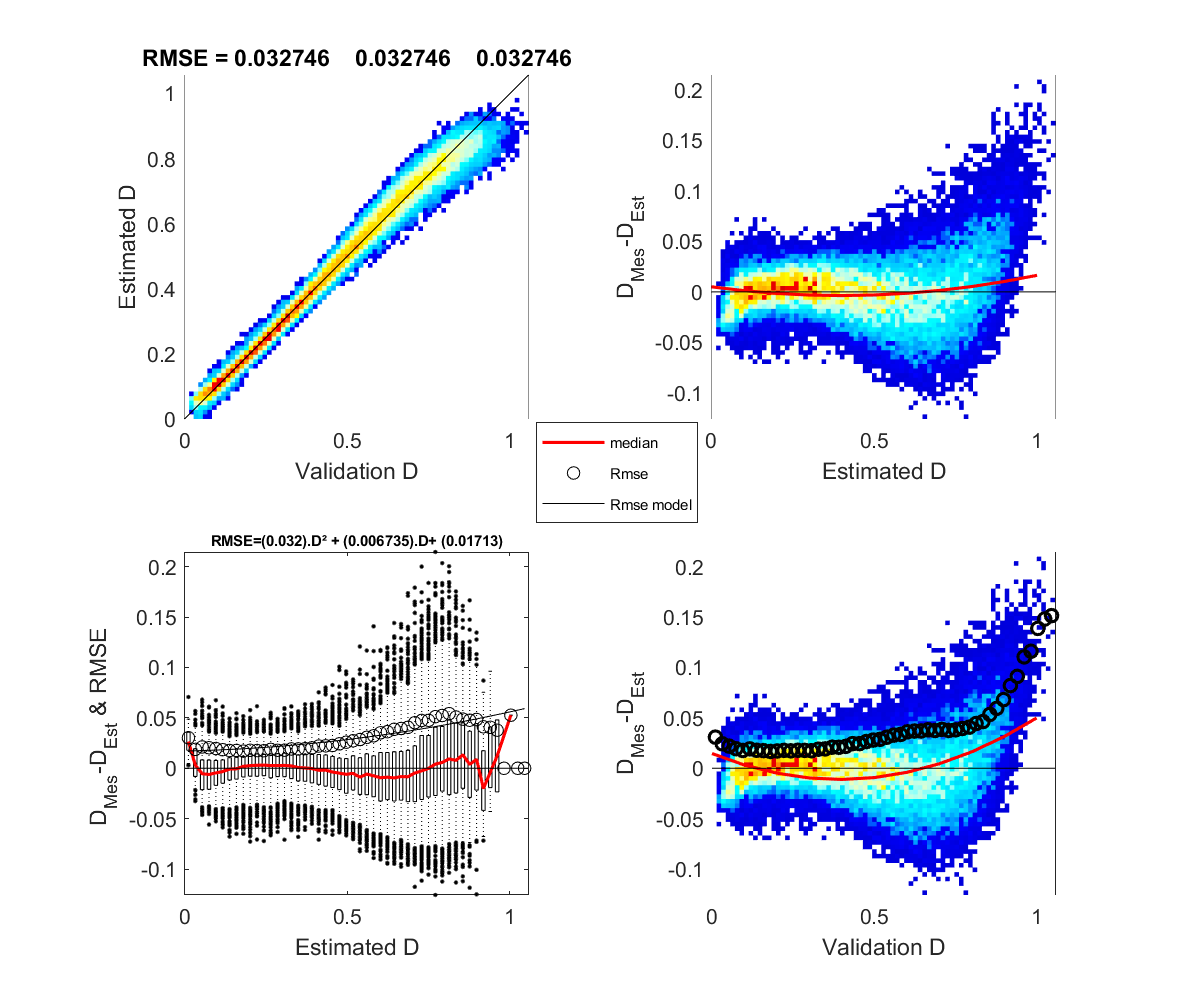 RMSE = 0.032746 0.032746 0.032746
1
0.8
0.6
0.4
0.2
0
Estimated D
0 0.5 1
Validation D
0.2
0.15
0.1
0.05
0
-0.05
-0.1
D_Mes-D_Est
0 0.5 1
Estimated D
median
Rmse
Rmse model
RMSE=(0.032).D² + (0.006735).D+ (0.01713)
0.2
0.15
0.1
0.05
0
-0.05
-0.1
D_Mes-D_Est & RMSE
0 0.5 1
Estimated D
0.2
0.15
0.1
0.05
0
-0.05
-0.1
D_Mes-D_Est
0 0.5 1
Validation D